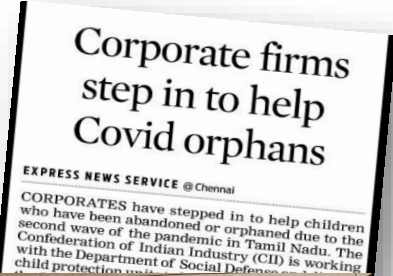 Corporate firms
step in to help
Covid orphans
EXPRESS NEWS SERVICE @ Chennai
CORPORATES have stepped in to help children
who have been abandoned or orphaned due to the
second wave of the pandemic in Tamil Nadu. The
Confederation of Indian Industry (CII) is working
with the Department of Social Defence
child protection